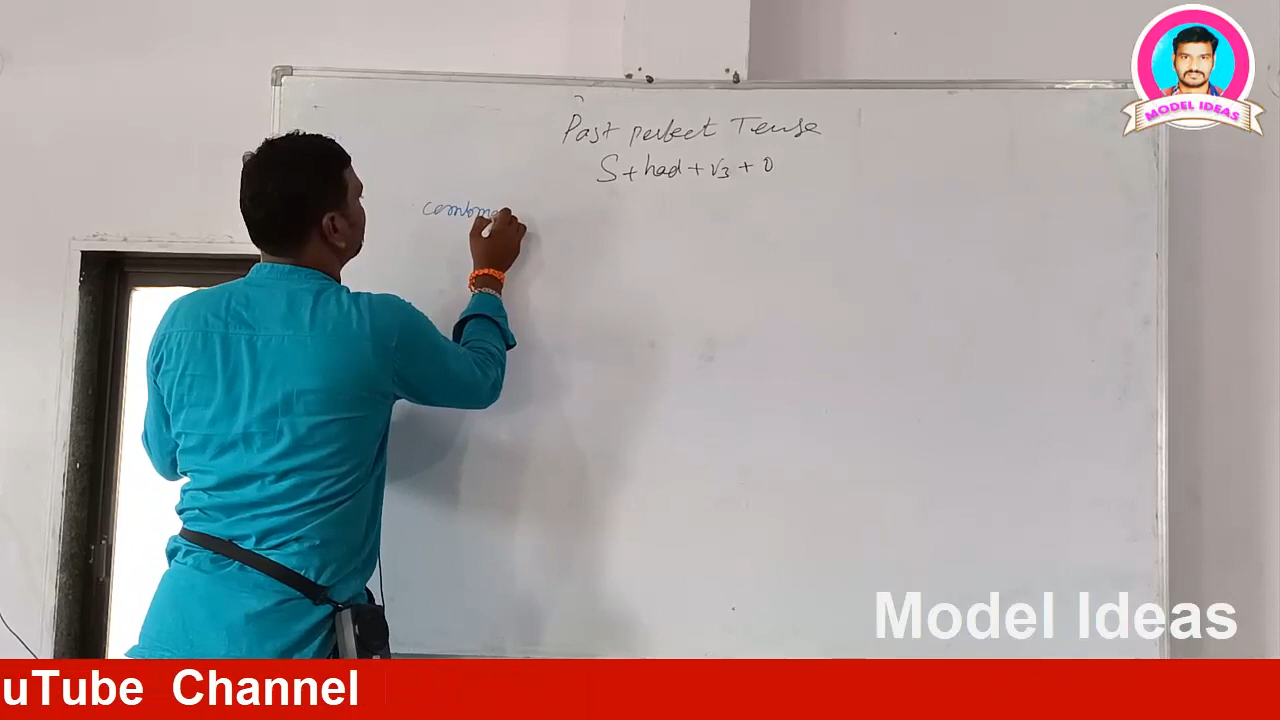 MODEL IDEAS
Past perfect Tense
S + had + V3 + O
Model Ideas
uTube Channel